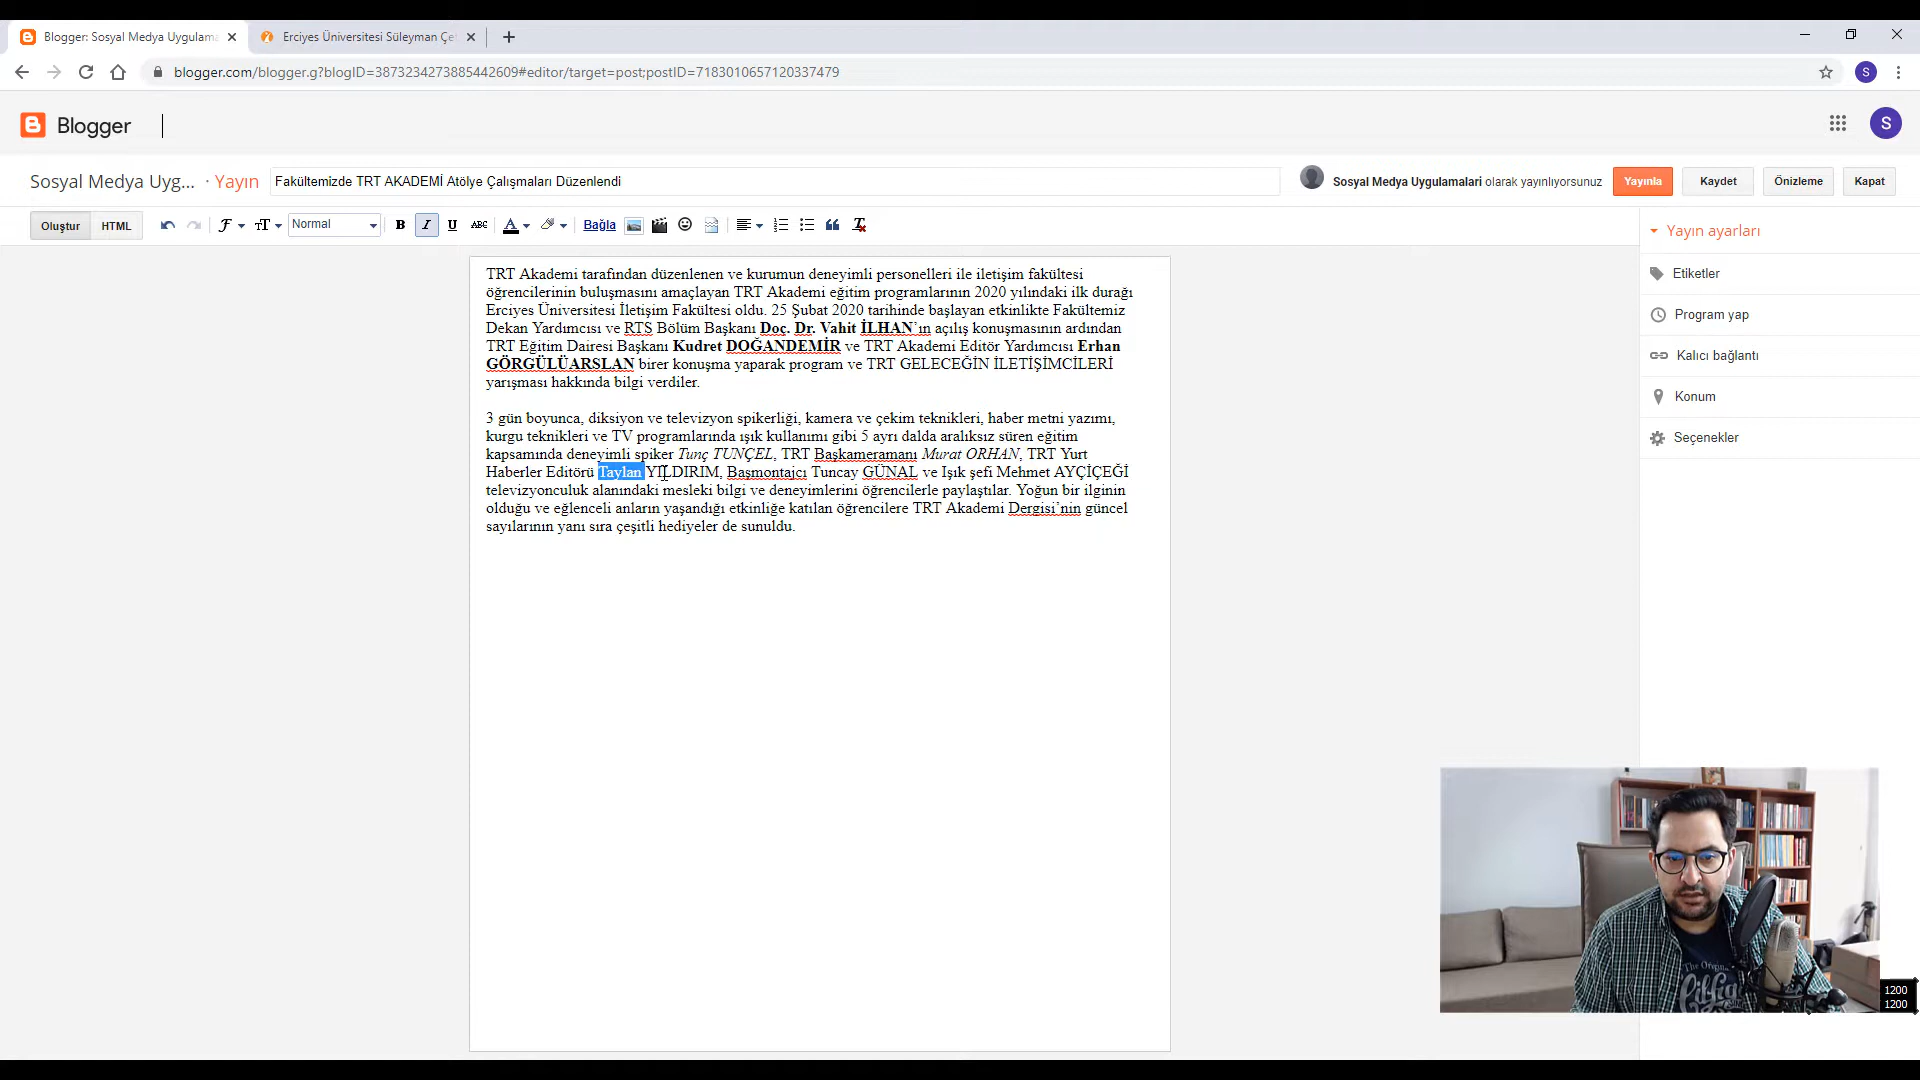 Blogger: Sosyal Medya Uygulama
Erciyes Üniversitesi Süleyman Çet
blogger.com/blogger.g?blogID=3873234273885442609#editor/target=post;postID=7183010657120337479
S
Blogger
S
Sosyal Medya Uyg... · Yayın
Fakültemizde TRT AKADEMİ Atölye Çalışmaları Düzenlendi
Sosyal Medya Uygulamalari olarak yayınlıyorsunuz
Yayınla
Kaydet
Önizleme
Kapat
Oluştur
HTML
Normal
B I U ABC A
Bağla
Yayın ayarları
Etiketler
Program yap
Kalıcı bağlantı
Konum
Seçenekler
TRT Akademi tarafından düzenlenen ve kurumun deneyimli personelleri ile iletişim fakültesi
öğrencilerinin buluşmasını amaçlayan TRT Akademi eğitim programlarının 2020 yılındaki ilk durağı
Erciyes Üniversitesi İletişim Fakültesi oldu. 25 Şubat 2020 tarihinde başlayan etkinlikte Fakültemiz
Dekan Yardımcısı ve RTS Bölüm Başkanı Doç. Dr. Vahit İLHAN’ın açılış konuşmasının ardından
TRT Eğitim Dairesi Başkanı Kudret DOĞANDEMİR ve TRT Akademi Editör Yardımcısı Erhan
GÖRGÜLÜARSLAN birer konuşma yaparak program ve TRT GELECEĞİN İLETİŞİMCİLERİ
yarışması hakkında bilgi verdiler.
3 gün boyunca, diksiyon ve televizyon spikerliği, kamera ve çekim teknikleri, haber metni yazımı,
kurgu teknikleri ve TV programlarında ışık kullanımı gibi 5 ayrı dalda aralıksız süren eğitim
kapsamında deneyimli spiker Tunç TUNÇEL, TRT Başkameramanı Murat ORHAN, TRT Yurt
Haberler Editörü Taylan YILDIRIM, Başmontajcı Tuncay GÜNAL ve Işık şefi Mehmet AYÇİÇEĞİ
televizyonculuk alanındaki mesleki bilgi ve deneyimlerini öğrencilerle paylaştılar. Yoğun bir ilginin
olduğu ve eğlenceli anların yaşandığı etkinliğe katılan öğrencilere TRT Akademi Dergisi’nin güncel
sayılarının yanı sıra çeşitli hediyeler de sunuldu.
1200
1200